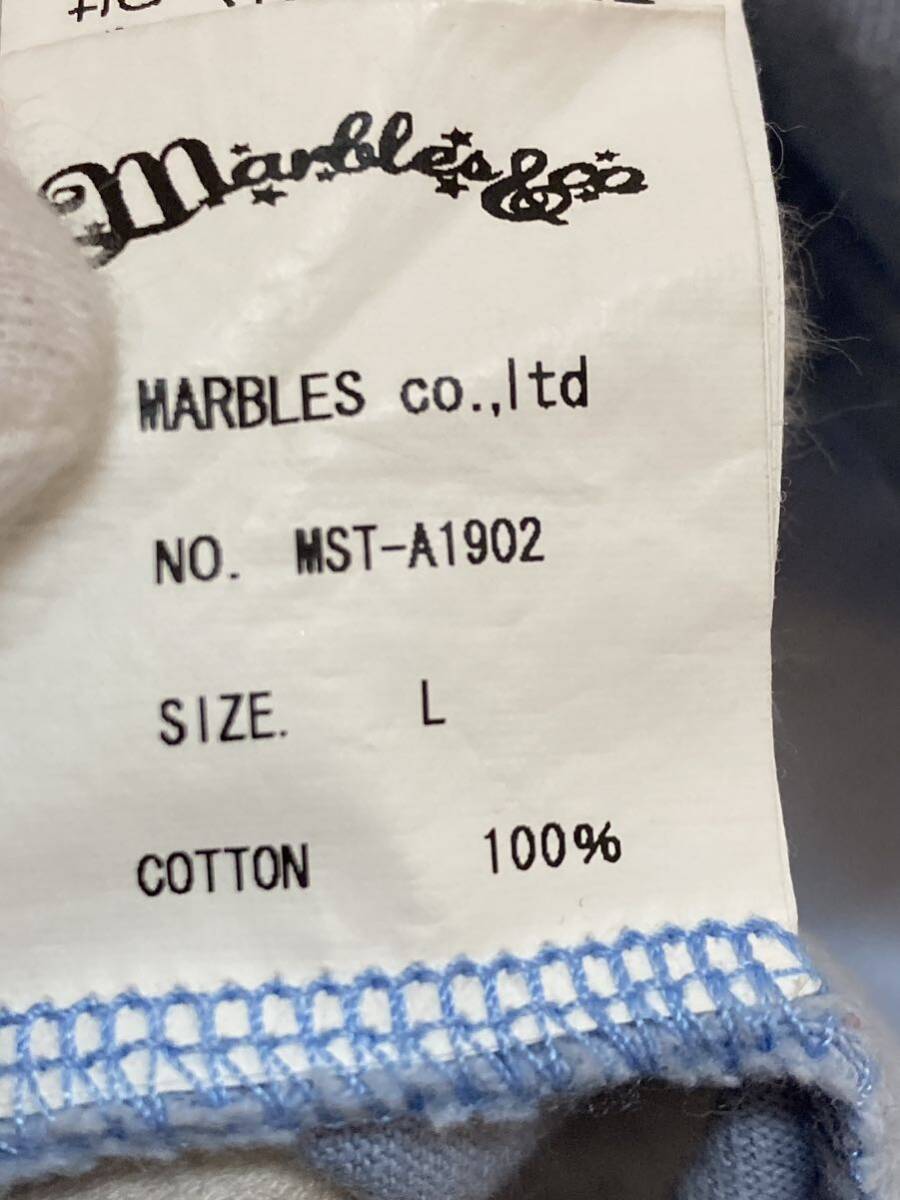 Marbles & Co
MARBLES co.,ltd
NO. MST-A1902
SIZE. L
COTTON 100%